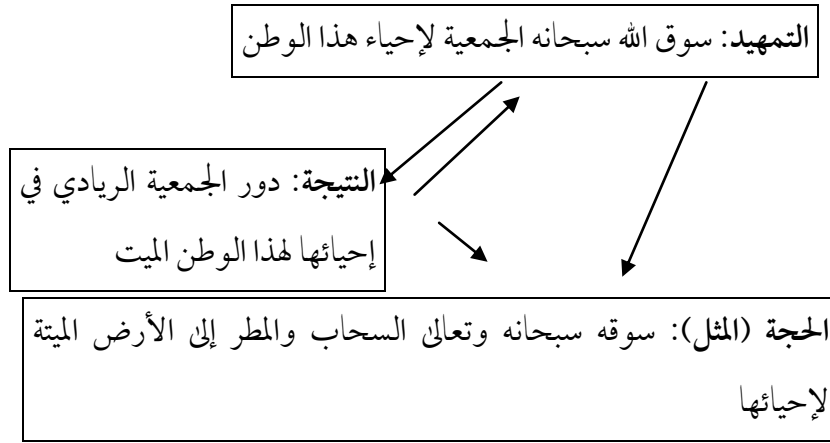 التمهيد: سوق الله سبحانه الجمعية لإحياء هذا الوطن
النتيجة: دور الجمعية الريادي في
إحيائها لهذا الوطن الميت
الحجة (المثل): سوقه سبحانه وتعالى السحاب والمطر إلى الأرض الميتة
لإحيائها